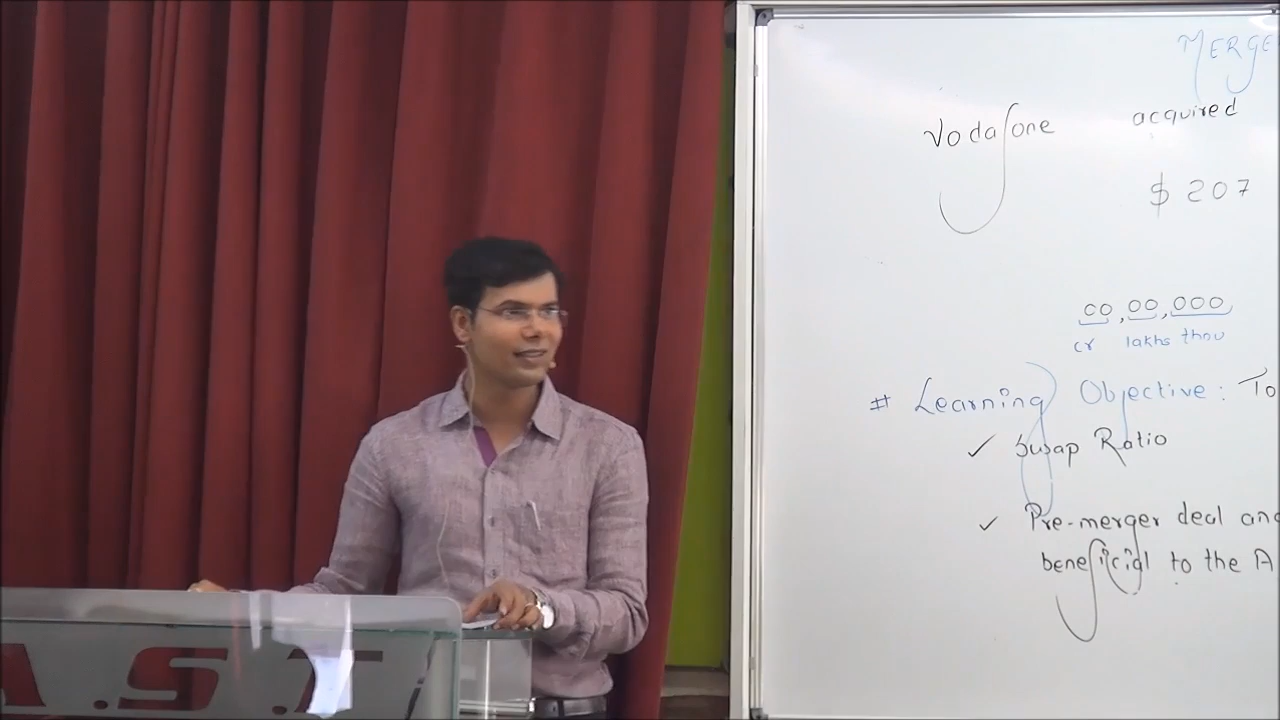 MERGE
Vodafone acquired
$ 207
00,00,000
cr lakhs thou
# Learning Objective : To
✓ Swap Ratio
✓ Pre-merger deal and
beneficial to the A
A.S.T.